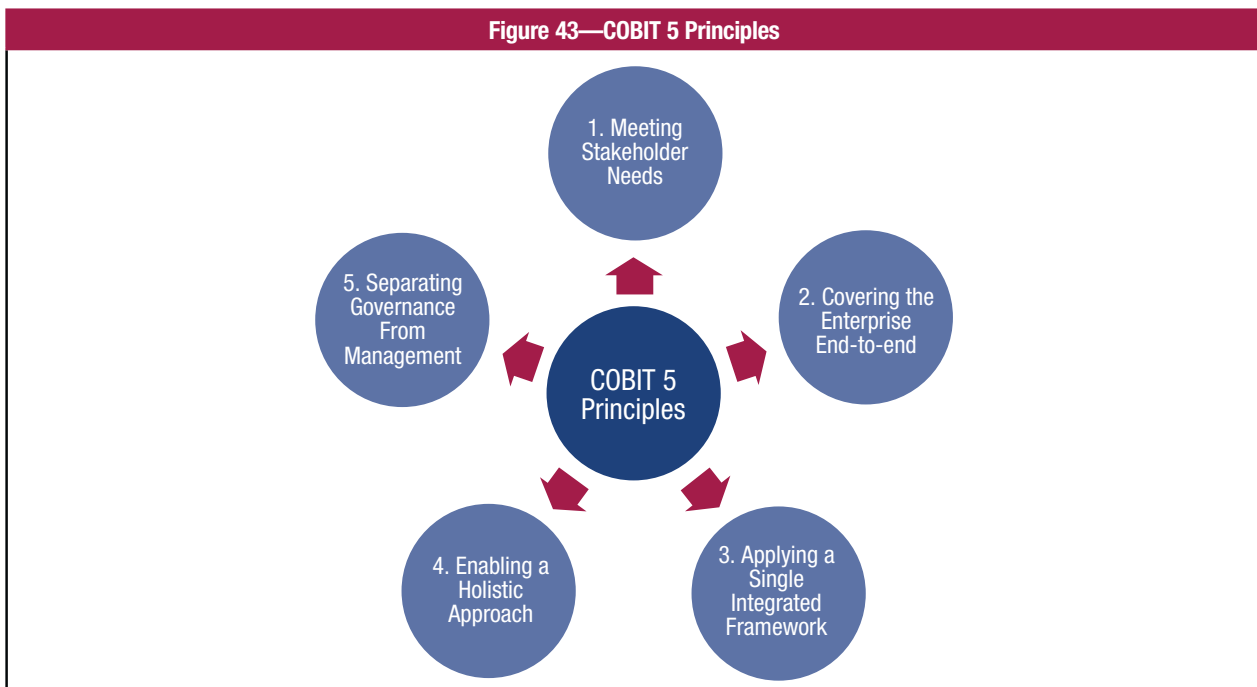 Figure 43—COBIT 5 Principles
1. Meeting
Stakeholder
Needs
2. Covering the
Enterprise
End-to-end
3. Applying a
Single
Integrated
Framework
4. Enabling a
Holistic
Approach
5. Separating
Governance
From
Management
COBIT 5
Principles